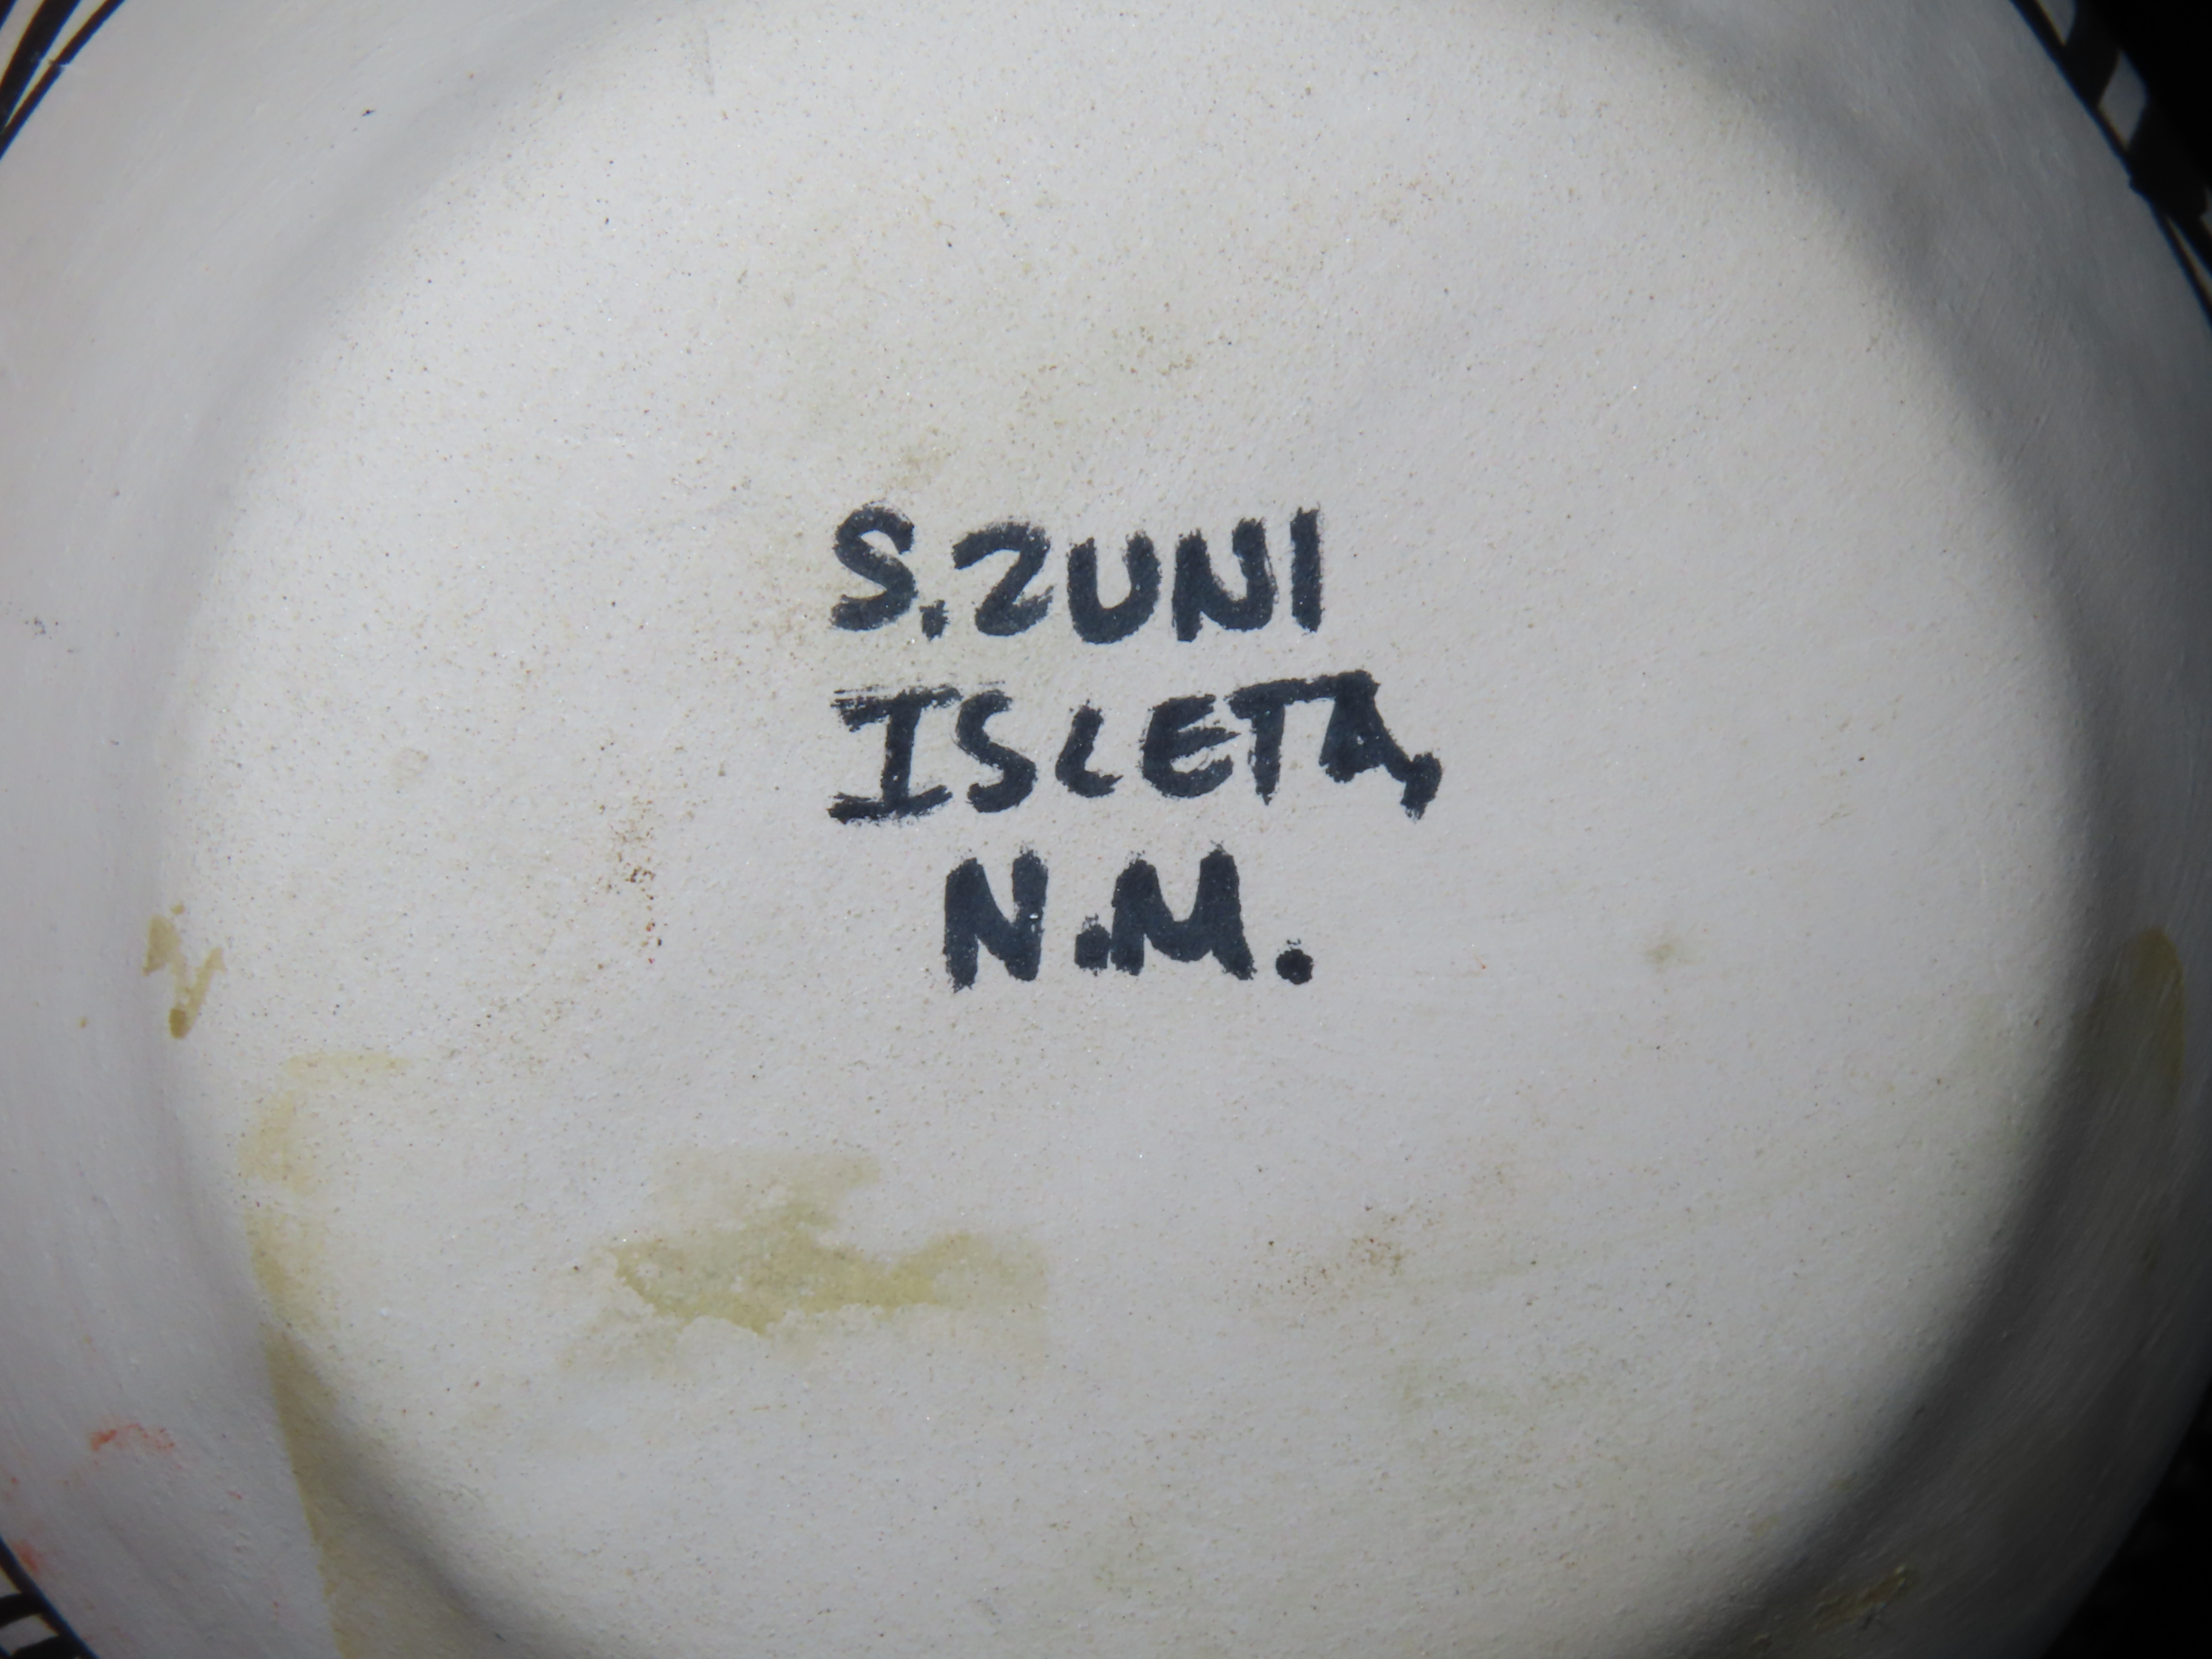 S. ZUNI
ISLETA,
N.M.